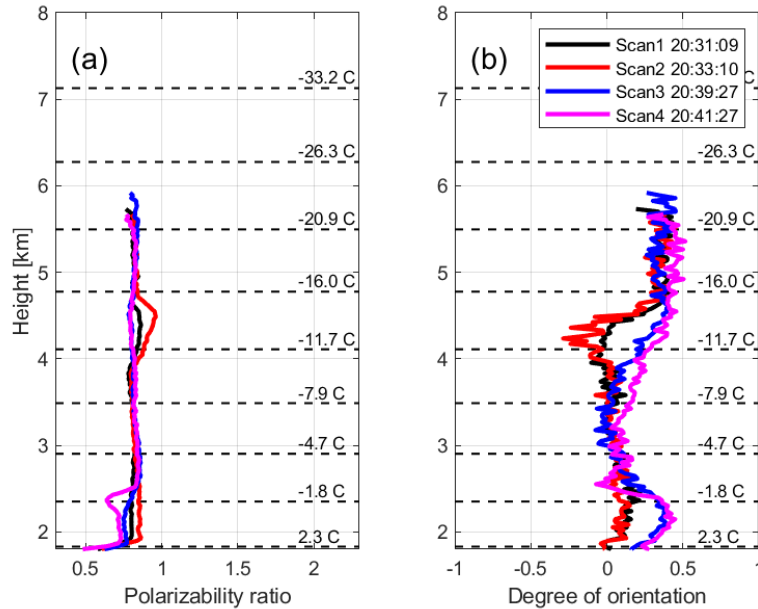 (a)
8
7
6
5
4
3
2
Height [km]
-33.2 C
-26.3 C
-20.9 C
-16.0 C
-11.7 C
-7.9 C
-4.7 C
-1.8 C
2.3 C
0.5 1 1.5 2
Polarizability ratio
(b)
Scan1 20:31:09
Scan2 20:33:10
Scan3 20:39:27
Scan4 20:41:27
8
7
6
5
4
3
2
C
-26.3 C
-20.9 C
-16.0 C
-11.7 C
-7.9 C
-4.7 C
-1.8 C
2.3 C
-1 -0.5 0 0.5 1
Degree of orientation